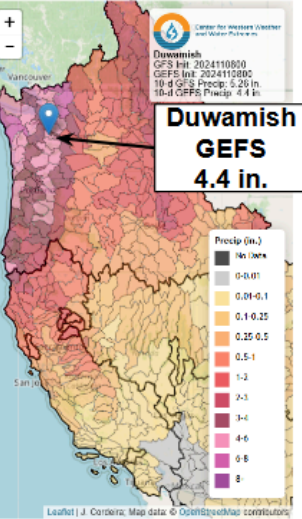 +
−
Center for Western Weather
and Water Extremes
Vancouver
Duwamish
GFS Init: 2024110800
GEFS Init: 2024110800
10-d GFS Precip: 5.26 in.
10-d GEFS Precip: 4.4 in.
Duwamish
GEFS
4.4 in.
Precip (in.)
No Data
0-0.01
0.01-0.1
0.1-0.25
0.25-0.5
0.5-1
1-2
2-3
3-4
4-6
6-8
San Jo
Leaflet | J. Cordeira; Map data: © OpenStreetMap contributors